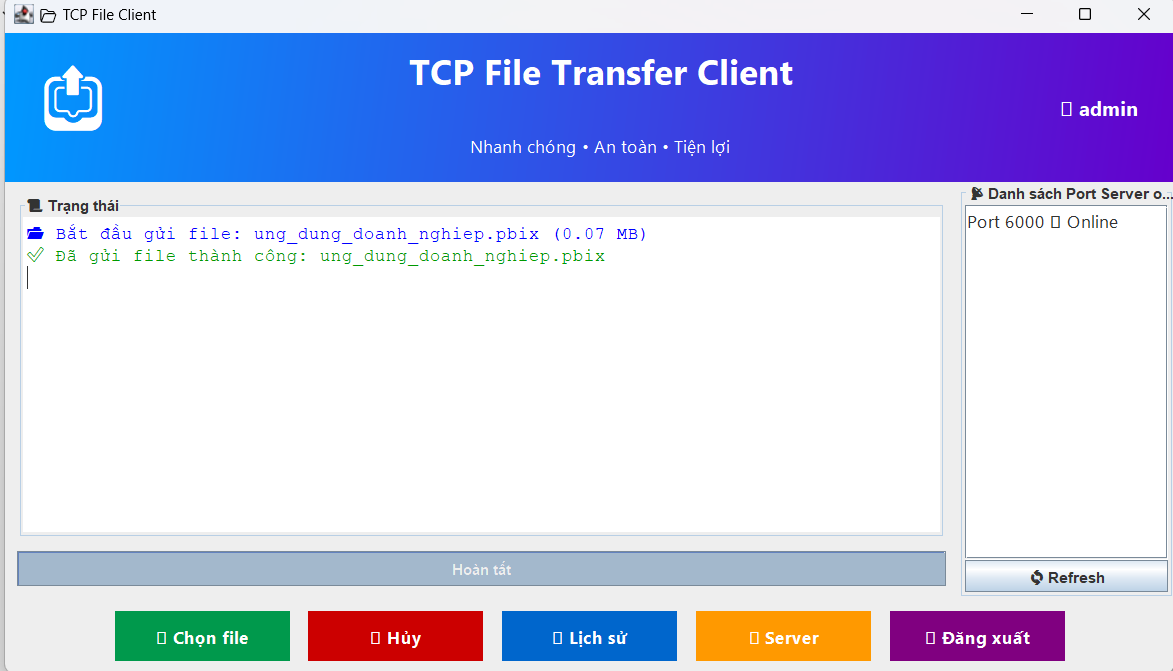 TCP File Client
TCP File Transfer Client
admin
Nhanh chóng • An toàn • Tiện lợi
Trạng thái
Bắt đầu gửi file: ung_dung_doanh_nghiep.pbix (0.07 MB)
Đã gửi file thành công: ung_dung_doanh_nghiep.pbix
Danh sách Port Server o...
Port 6000 ▯ Online
Refresh
Hoàn tất
Chọn file
Hủy
Lịch sử
Server
Đăng xuất